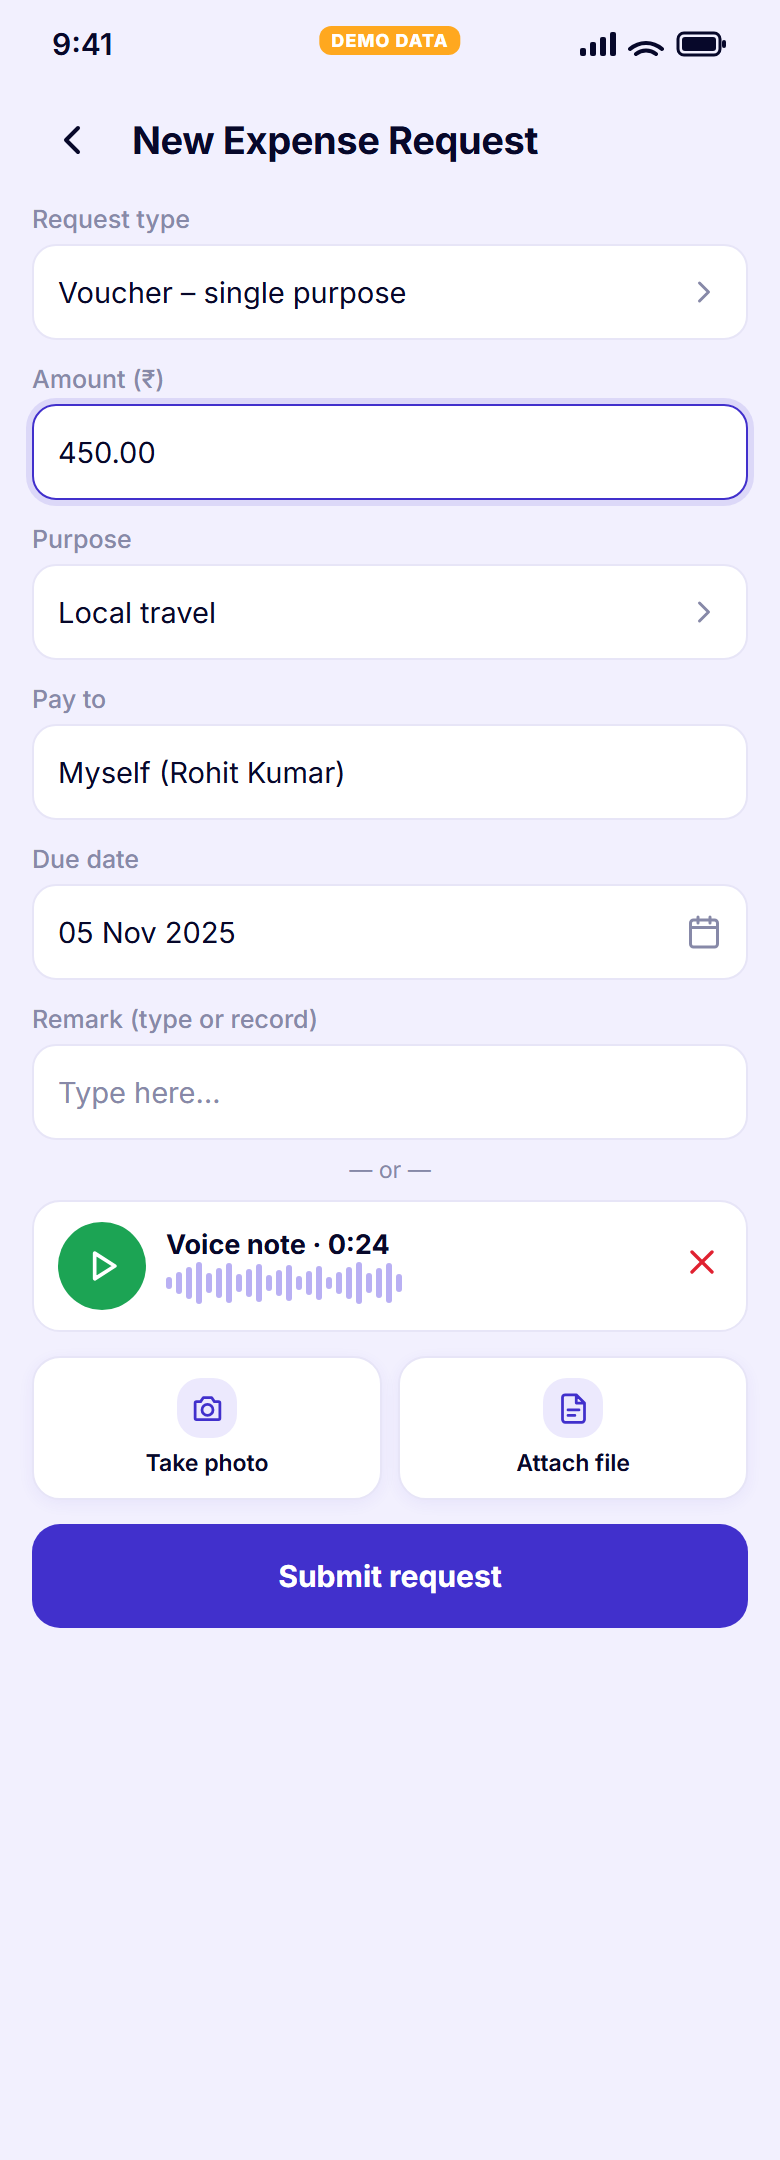 9:41
DEMO DATA
New Expense Request
Request type
Voucher – single purpose
Amount (₹)
450.00
Purpose
Local travel
Pay to
Myself (Rohit Kumar)
Due date
05 Nov 2025
Remark (type or record)
Type here...
— or —
Voice note · 0:24
Take photo
Attach file
Submit request